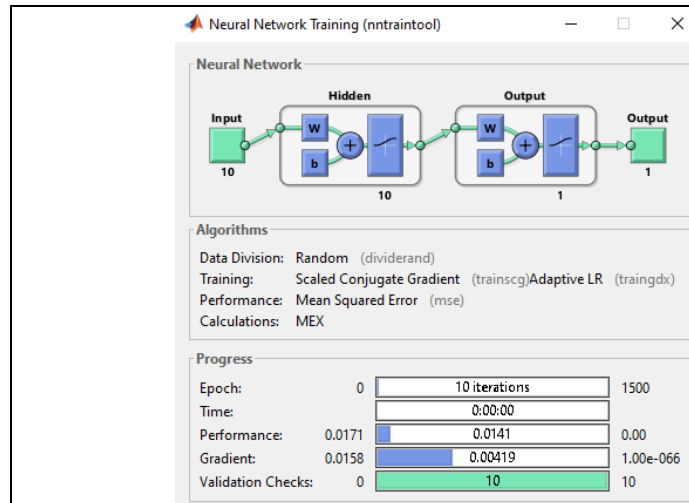 Neural Network Training (nntraintool)
Neural Network
Hidden Output
Input Output
W W
b b
10 10 1 1
Algorithms
Data Division: Random (dividerand)
Training: Scaled Conjugate Gradient (trainscg)Adaptive LR (traingdx)
Performance: Mean Squared Error (mse)
Calculations: MEX
Progress
Epoch: 0 10 iterations 1500
Time: 0:00:00
Performance: 0.0171 0.0141 0.00
Gradient: 0.0158 0.00419 1.00e-066
Validation Checks: 0 10 10